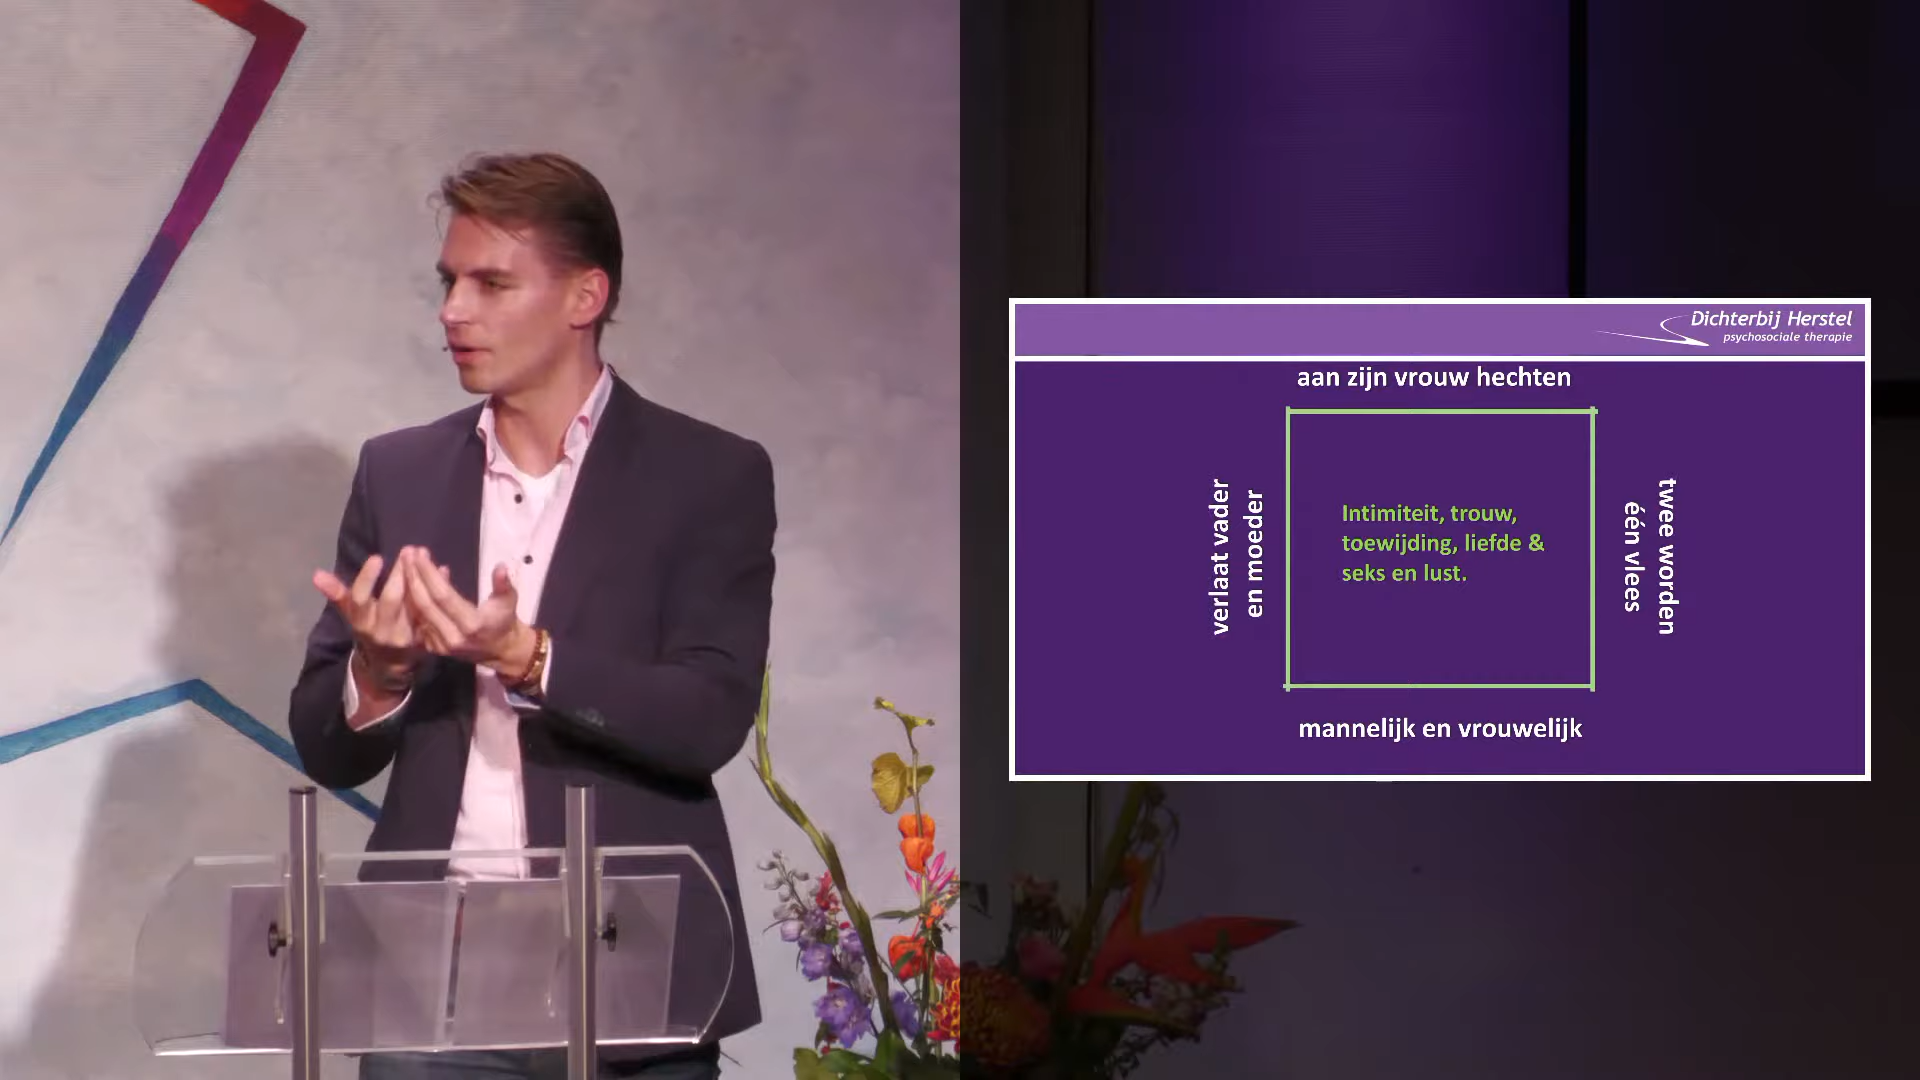 Dichterbij Herstel
psychosociale therapie
aan zijn vrouw hechten
verlaat vader
en moeder
Intimiteit, trouw,
toewijding, liefde &
seks en lust.
twee worden
één vlees
mannelijk en vrouwelijk